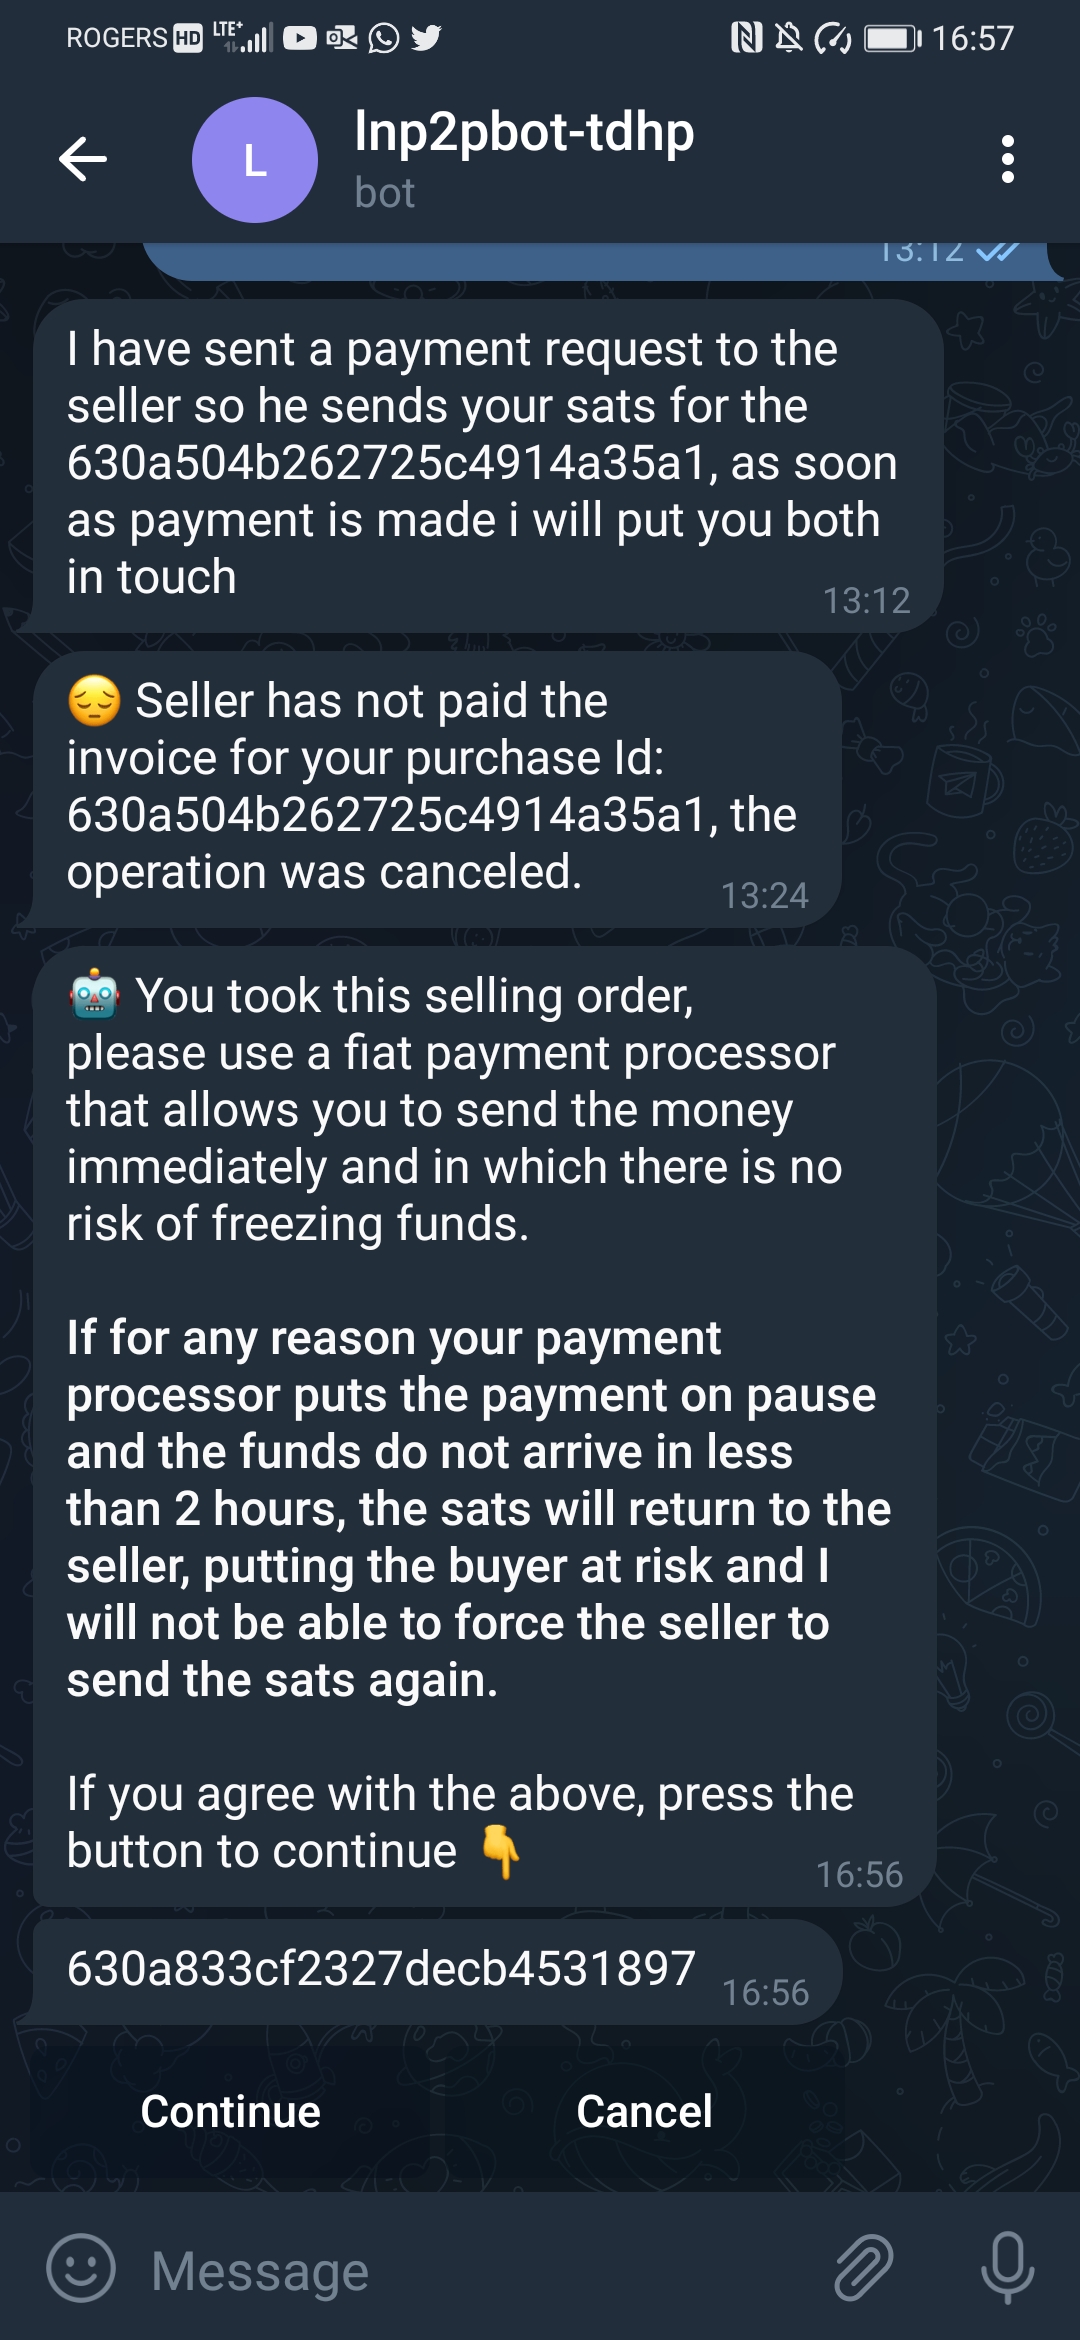 ROGERS HD LTE+ 16:57
L
lnp2pbot-tdhp
bot
13:12
I have sent a payment request to the
seller so he sends your sats for the
630a504b262725c4914a35a1, as soon
as payment is made i will put you both
in touch
13:12
😔 Seller has not paid the
invoice for your purchase Id:
630a504b262725c4914a35a1, the
operation was canceled.
13:24
🤖 You took this selling order,
please use a fiat payment processor
that allows you to send the money
immediately and in which there is no
risk of freezing funds.
If for any reason your payment
processor puts the payment on pause
and the funds do not arrive in less
than 2 hours, the sats will return to the
seller, putting the buyer at risk and I
will not be able to force the seller to
send the sats again.
If you agree with the above, press the
button to continue 👇
16:56
630a833cf2327decb4531897
16:56
Continue
Cancel
Message